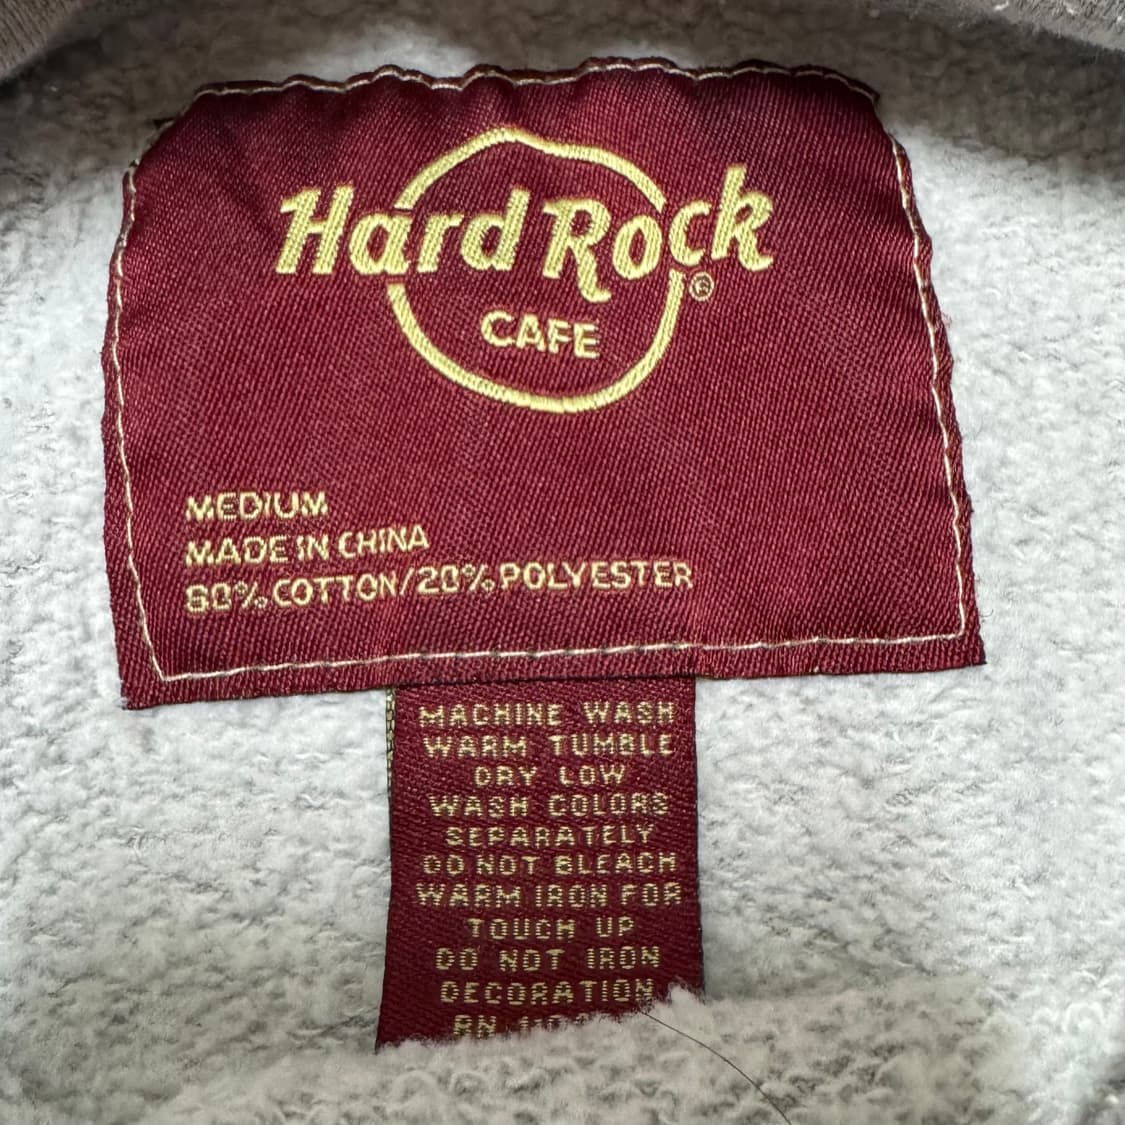 Hard Rock
®
CAFE
MEDIUM
MADE IN CHINA
80% COTTON/20% POLYESTER
MACHINE WASH
WARM TUMBLE
DRY LOW
WASH COLORS
SEPARATELY
DO NOT BLEACH
WARM IRON FOR
TOUCH UP
DO NOT IRON
DECORATION
RN